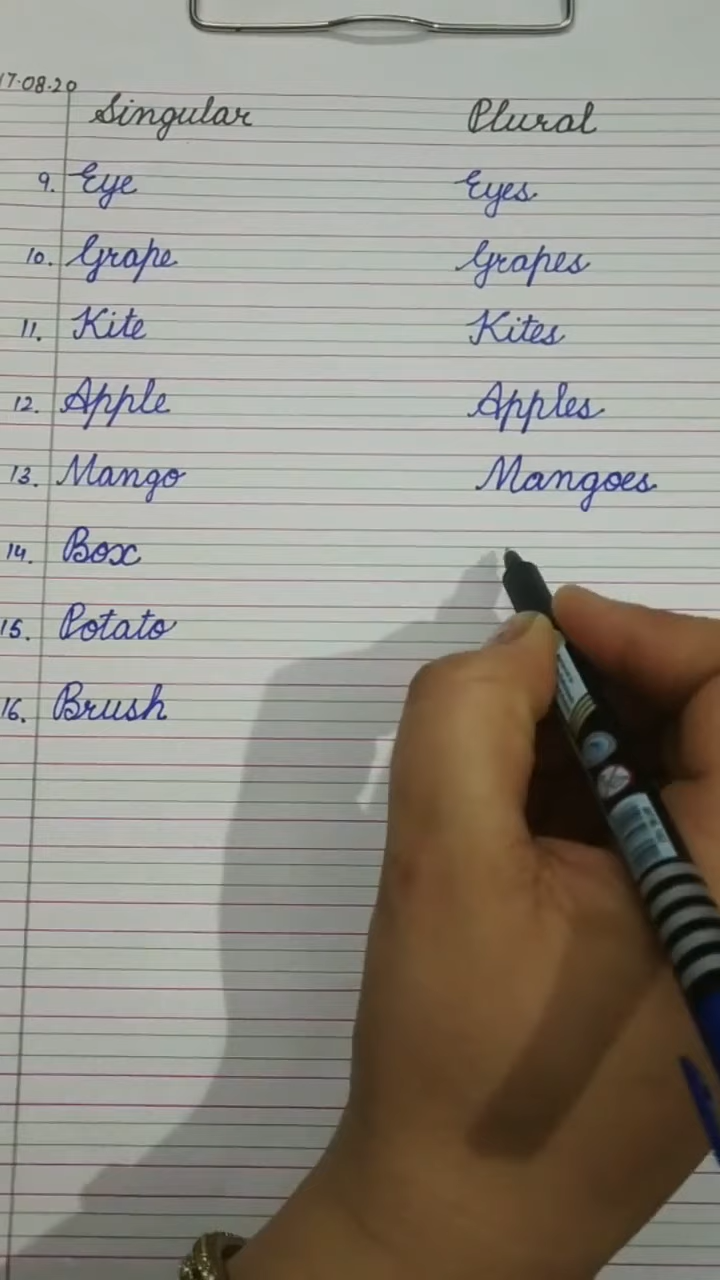 17.08.20
Singular Plural
9. Eye Eyes
10. Grape Grapes
11. Kite Kites
12. Apple Apples
13. Mango Mangoes
14. Box
15. Potato
16. Brush